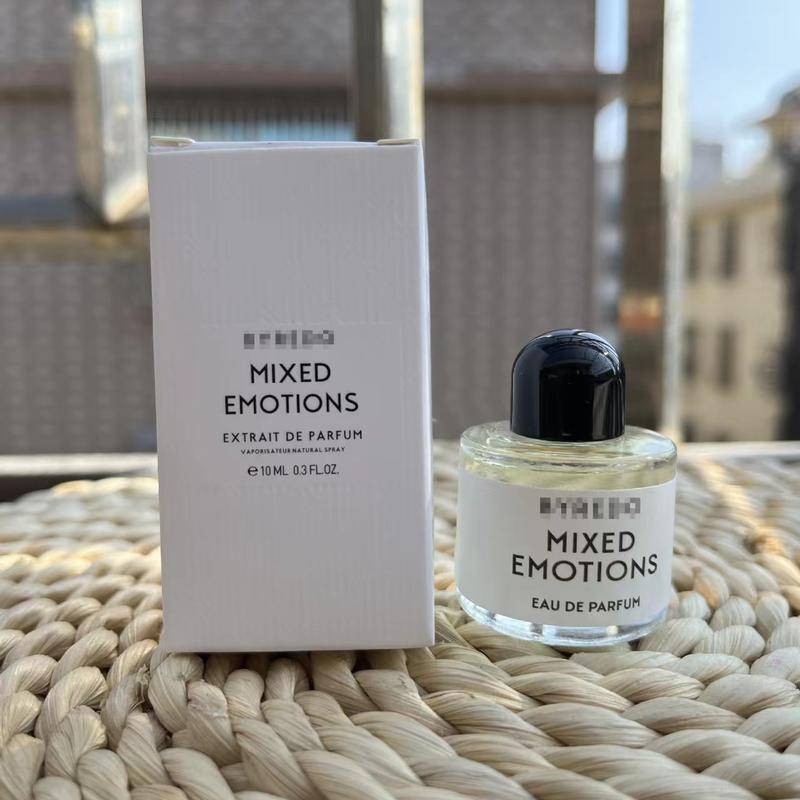 MIXED
EMOTIONS
EXTRAIT DE PARFUM
VAPORISATEUR NATURAL SPRAY
℮ 10 ML 0.3 FL.OZ.
MIXED
EMOTIONS
EAU DE PARFUM